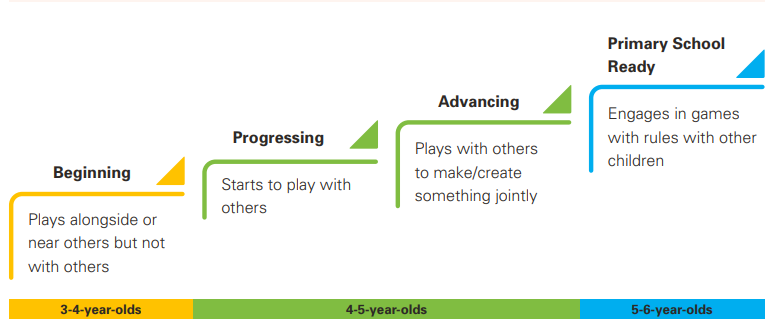 Beginning
Plays alongside or
near others but not
with others
Progressing
Starts to play with
others
Advancing
Plays with others
to make/create
something jointly
Primary School
Ready
Engages in games
with rules with other
children
3-4-year-olds
4-5-year-olds
5-6-year-olds